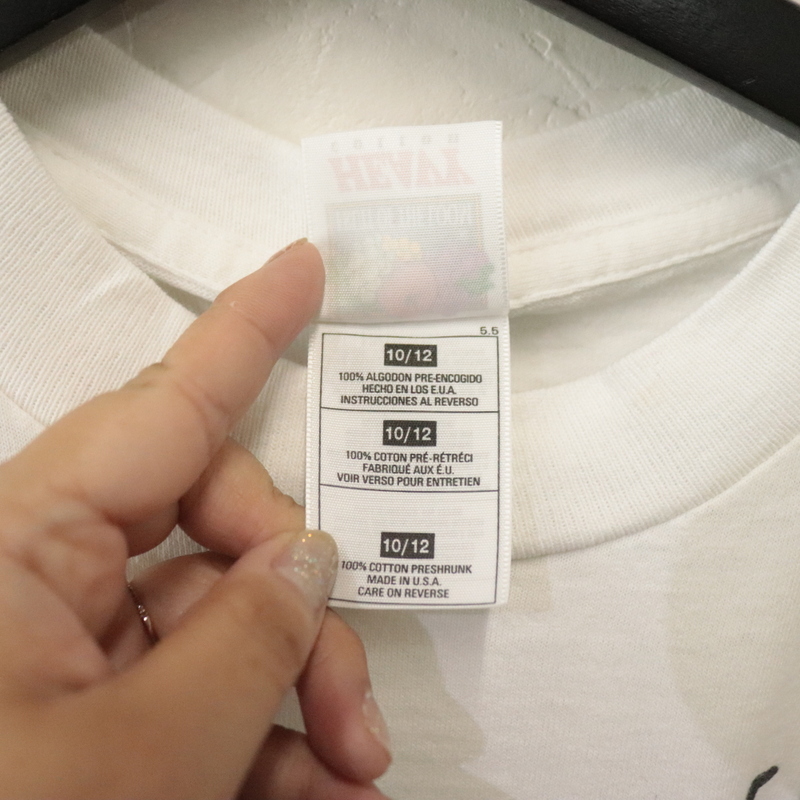 HEAVY
5.5
10/12
100% ALGODON PRE-ENCOGIDO
HECHO EN LOS E.U.A.
INSTRUCCIONES AL REVERSO
10/12
100% COTON PRÉ-RÉTRÉCI
FABRIQUÉ AUX É.U.
VOIR VERSO POUR ENTRETIEN
10/12
100% COTTON PRESHRUNK
MADE IN U.S.A.
CARE ON REVERSE